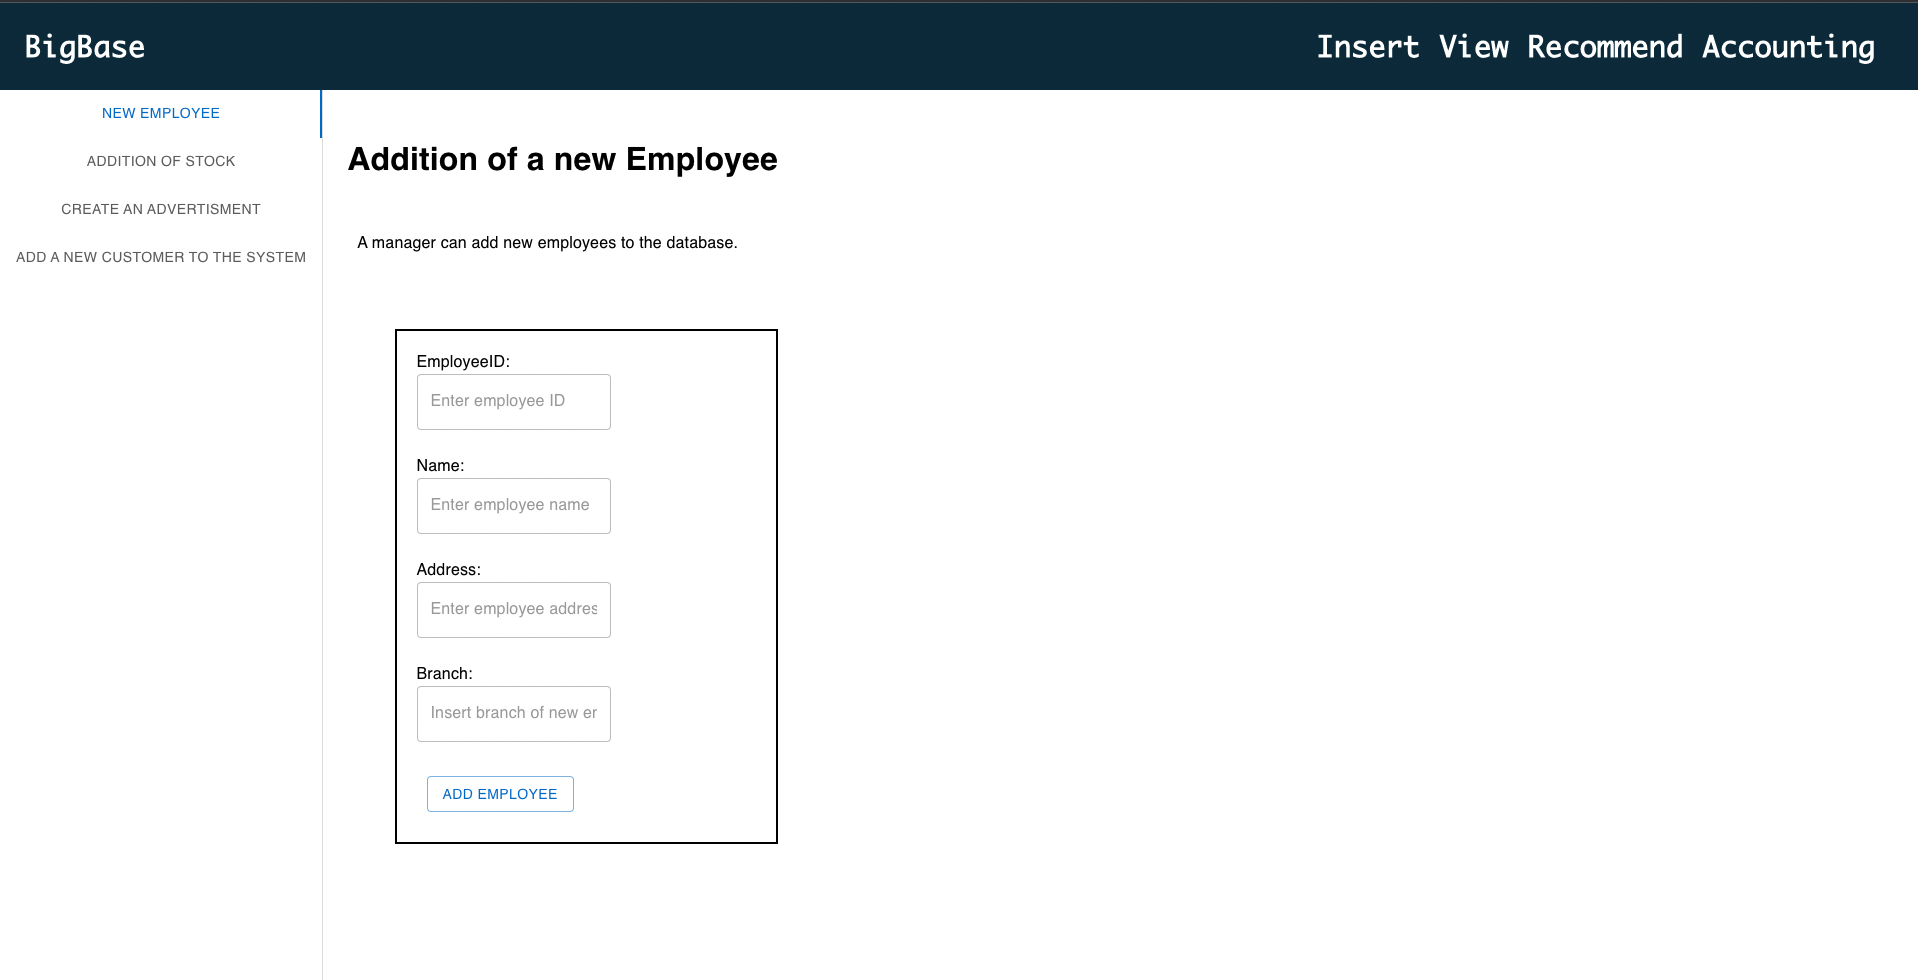 BigBase
Insert View Recommend Accounting
NEW EMPLOYEE
ADDITION OF STOCK
CREATE AN ADVERTISMENT
ADD A NEW CUSTOMER TO THE SYSTEM
Addition of a new Employee
A manager can add new employees to the database.
EmployeeID:
Enter employee ID
Name:
Enter employee name
Address:
Enter employee addres
Branch:
Insert branch of new er
ADD EMPLOYEE